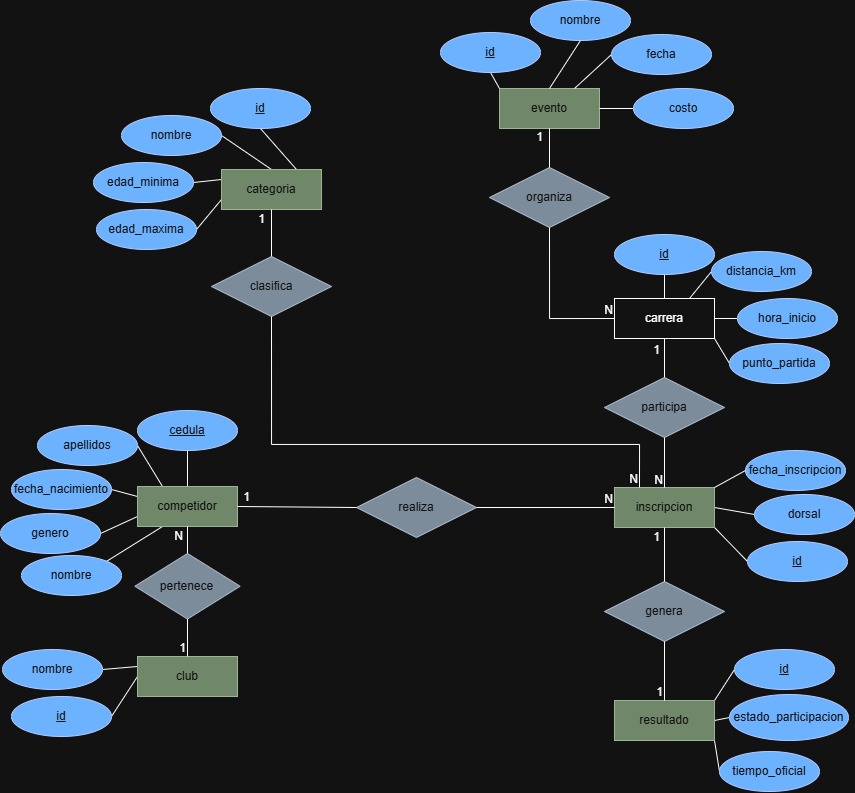 nombre
id
fecha
evento
costo
1
id
nombre
edad_minima
categoria
edad_maxima
1
organiza
clasifica
id
distancia_km
N
carrera
hora_inicio
1
punto_partida
participa
cedula
apellidos
fecha_nacimiento
competidor
1
genero
N
nombre
realiza
N
N
N
inscripcion
fecha_inscripcion
dorsal
1
id
pertenece
genera
1
nombre
club
id
1
resultado
id
estado_participacion
tiempo_oficial